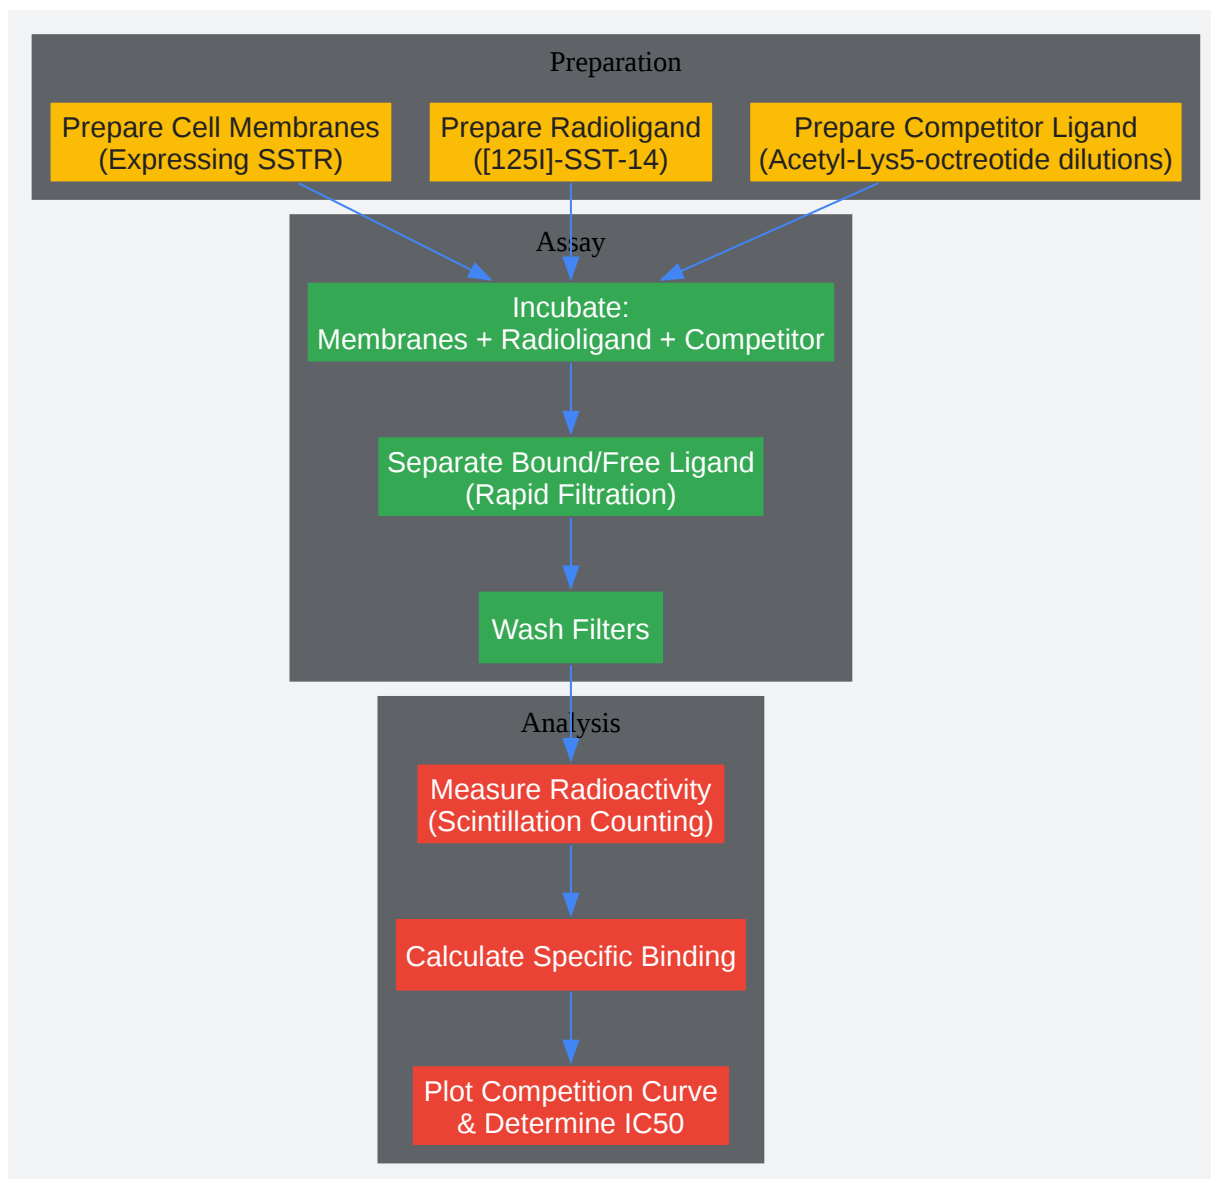 Preparation
Prepare Cell Membranes
(Expressing SSTR)
Prepare Radioligand
([125I]-SST-14)
Prepare Competitor Ligand
(Acetyl-Lys5-octreotide dilutions)
Assay
Incubate:
Membranes + Radioligand + Competitor
Separate Bound/Free Ligand
(Rapid Filtration)
Wash Filters
Analysis
Measure Radioactivity
(Scintillation Counting)
Calculate Specific Binding
Plot Competition Curve
& Determine IC50